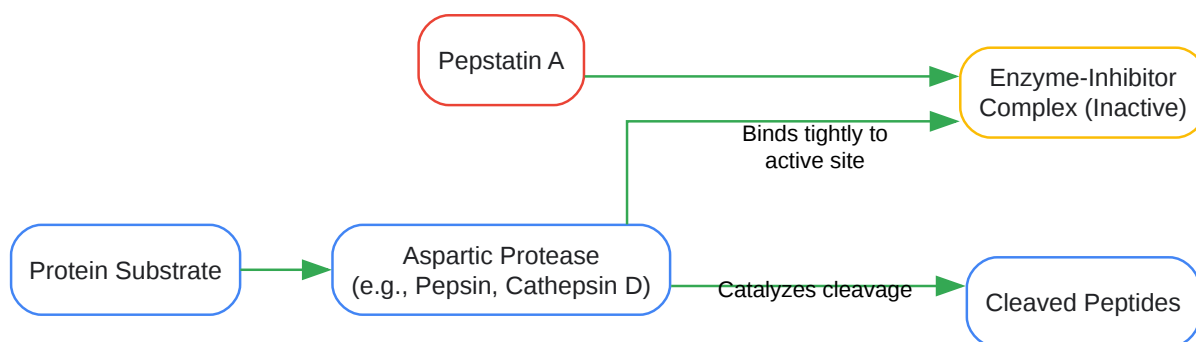 Pepstatin A
Enzyme-Inhibitor
Complex (Inactive)
Binds tightly to
active site
Protein Substrate
Aspartic Protease
(e.g., Pepsin, Cathepsin D)
Catalyzes cleavage
Cleaved Peptides